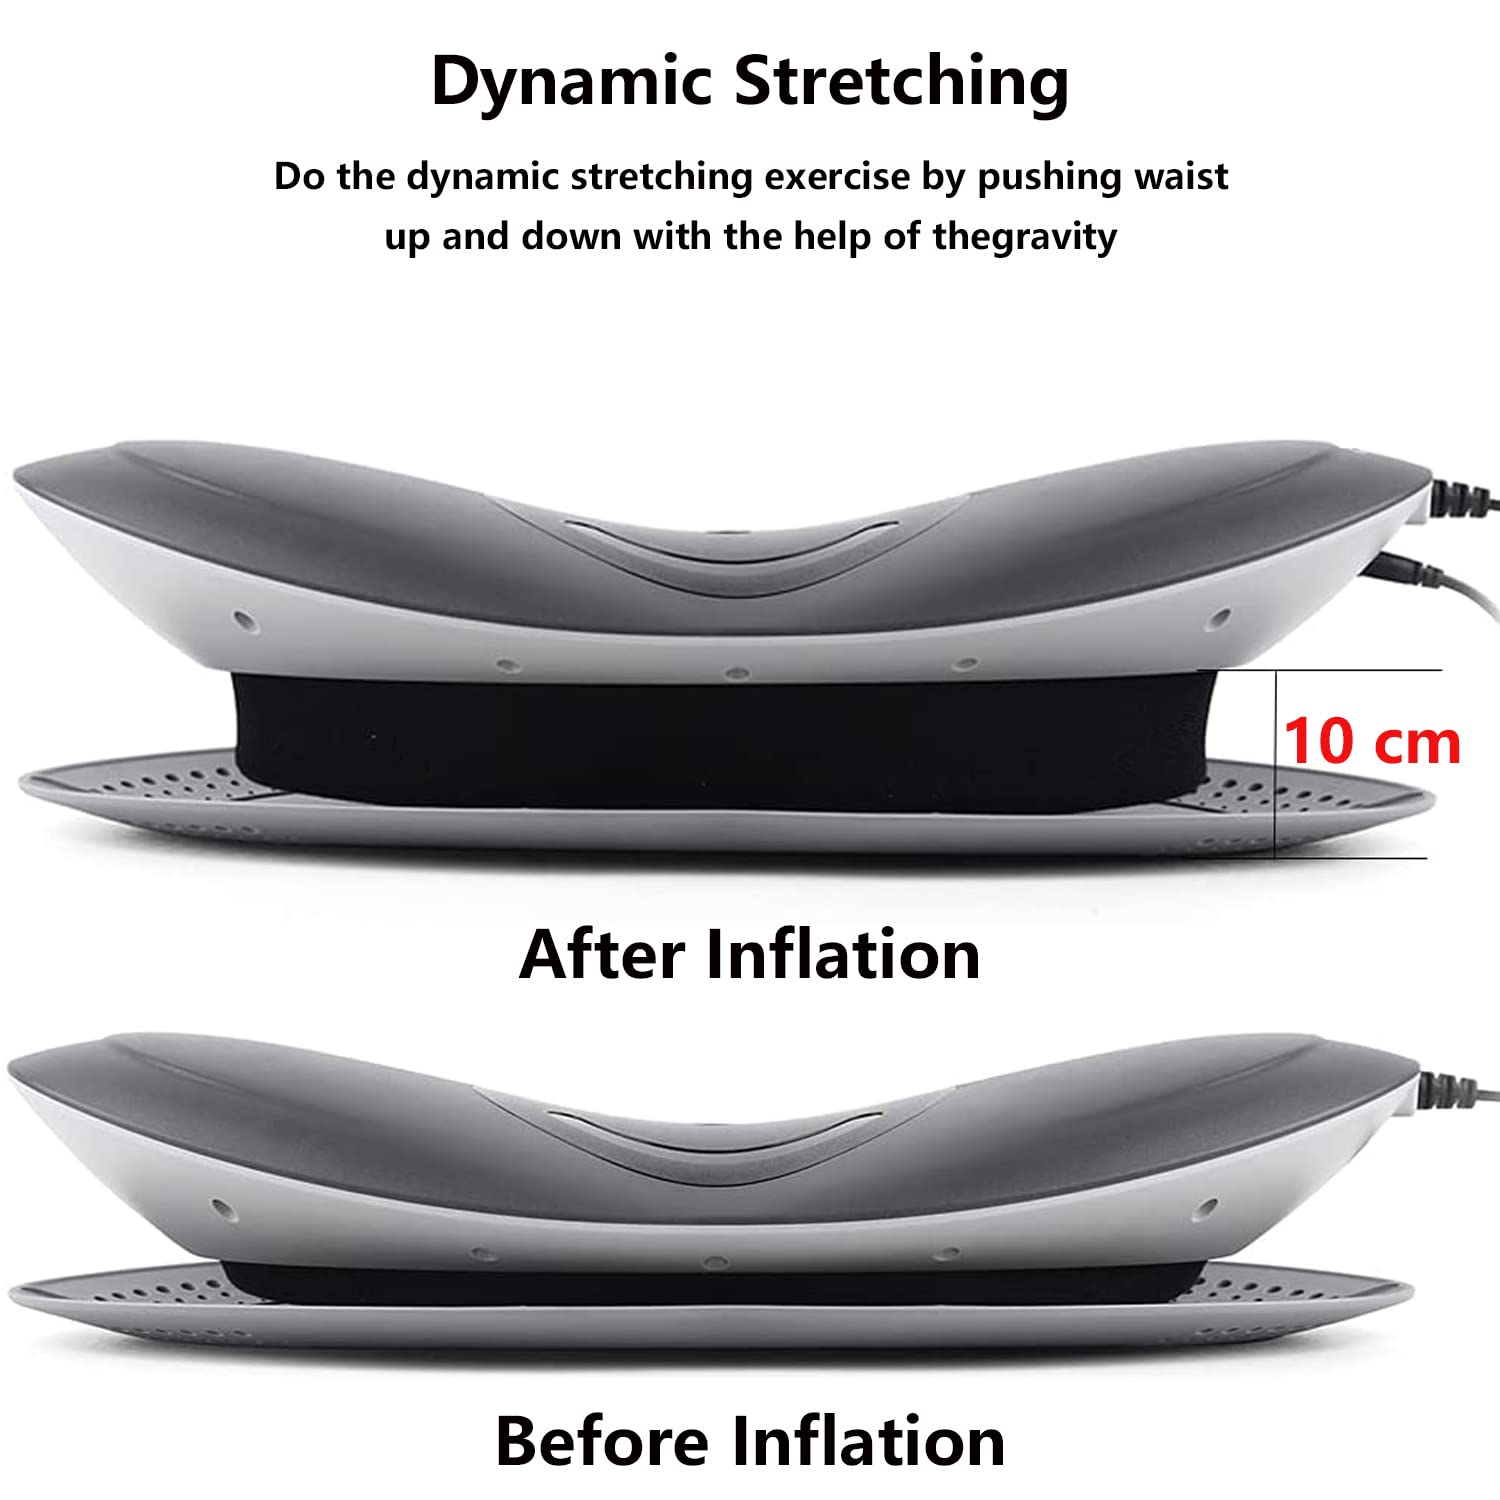 Dynamic Stretching
Do the dynamic stretching exercise by pushing waist
up and down with the help of thegravity
10 cm
After Inflation
Before Inflation